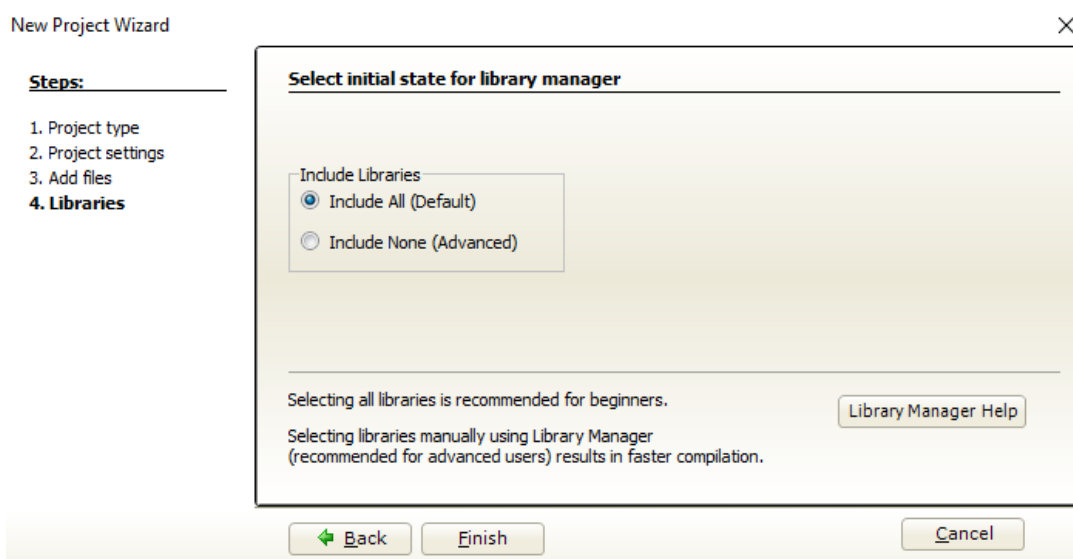 New Project Wizard
Steps:
1. Project type
2. Project settings
3. Add files
4. Libraries
Select initial state for library manager
Include Libraries
Include All (Default)
Include None (Advanced)
Selecting all libraries is recommended for beginners.
Selecting libraries manually using Library Manager
(recommended for advanced users) results in faster compilation.
Library Manager Help
Back
Finish
Cancel